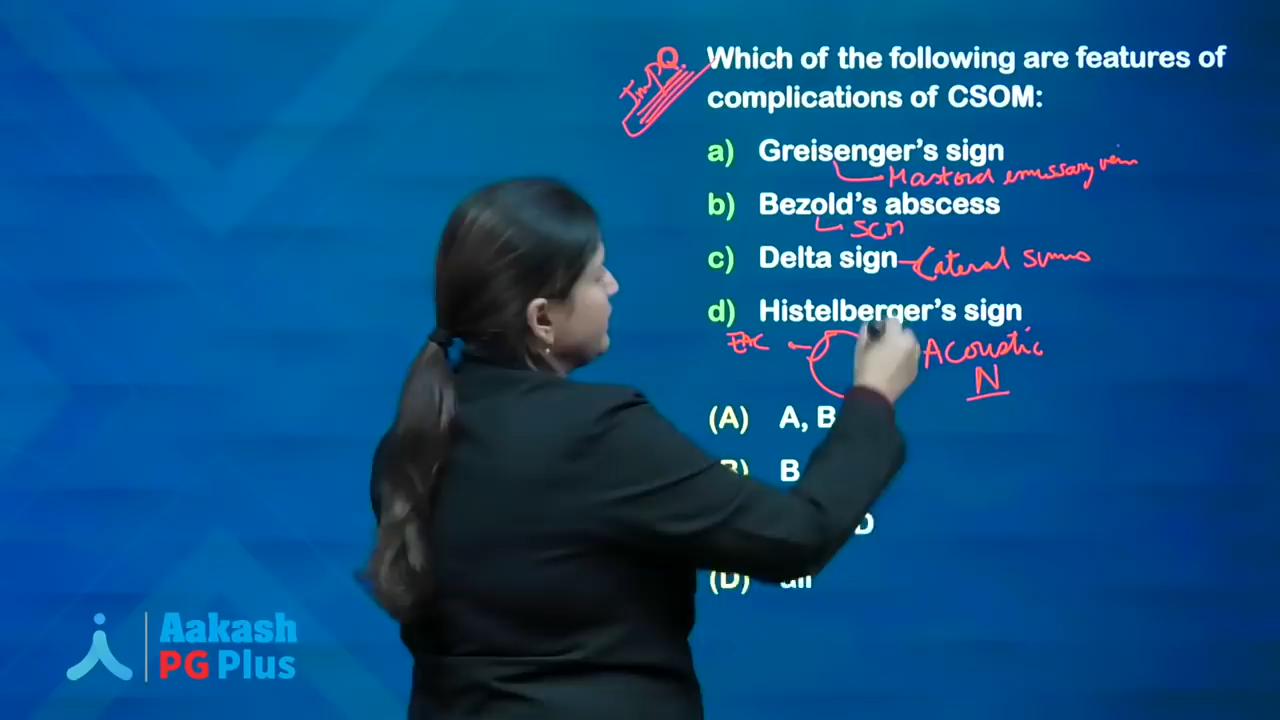 Imp Q.
Which of the following are features of
complications of CSOM:
a) Greisenger's sign
Mastoid emissary vein
b) Bezold's abscess
SCM
c) Delta sign
Lateral sinus
d) Histelberger's sign
EAC
Acoustic
N
(A) A, B
(B) B
D
(D) all
Aakash
PG Plus